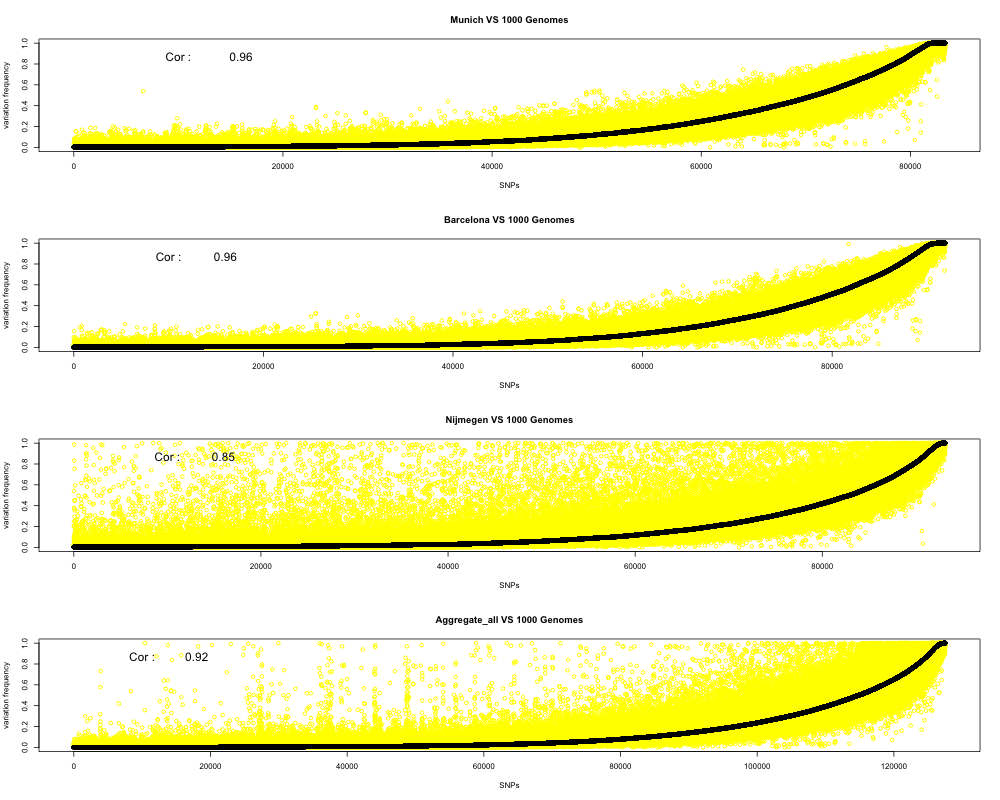 Munich VS 1000 Genomes
Cor : 0.96
variation frequency
0.0 0.2 0.4 0.6 0.8 1.0
0 20000 40000 60000 80000
SNPs
Barcelona VS 1000 Genomes
Cor : 0.96
variation frequency
0.0 0.2 0.4 0.6 0.8 1.0
0 20000 40000 60000 80000
SNPs
Nijmegen VS 1000 Genomes
Cor : 0.85
variation frequency
0.0 0.2 0.4 0.6 0.8 1.0
0 20000 40000 60000 80000
SNPs
Aggregate_all VS 1000 Genomes
Cor : 0.92
variation frequency
0.0 0.2 0.4 0.6 0.8 1.0
0 20000 40000 60000 80000 100000 120000
SNPs